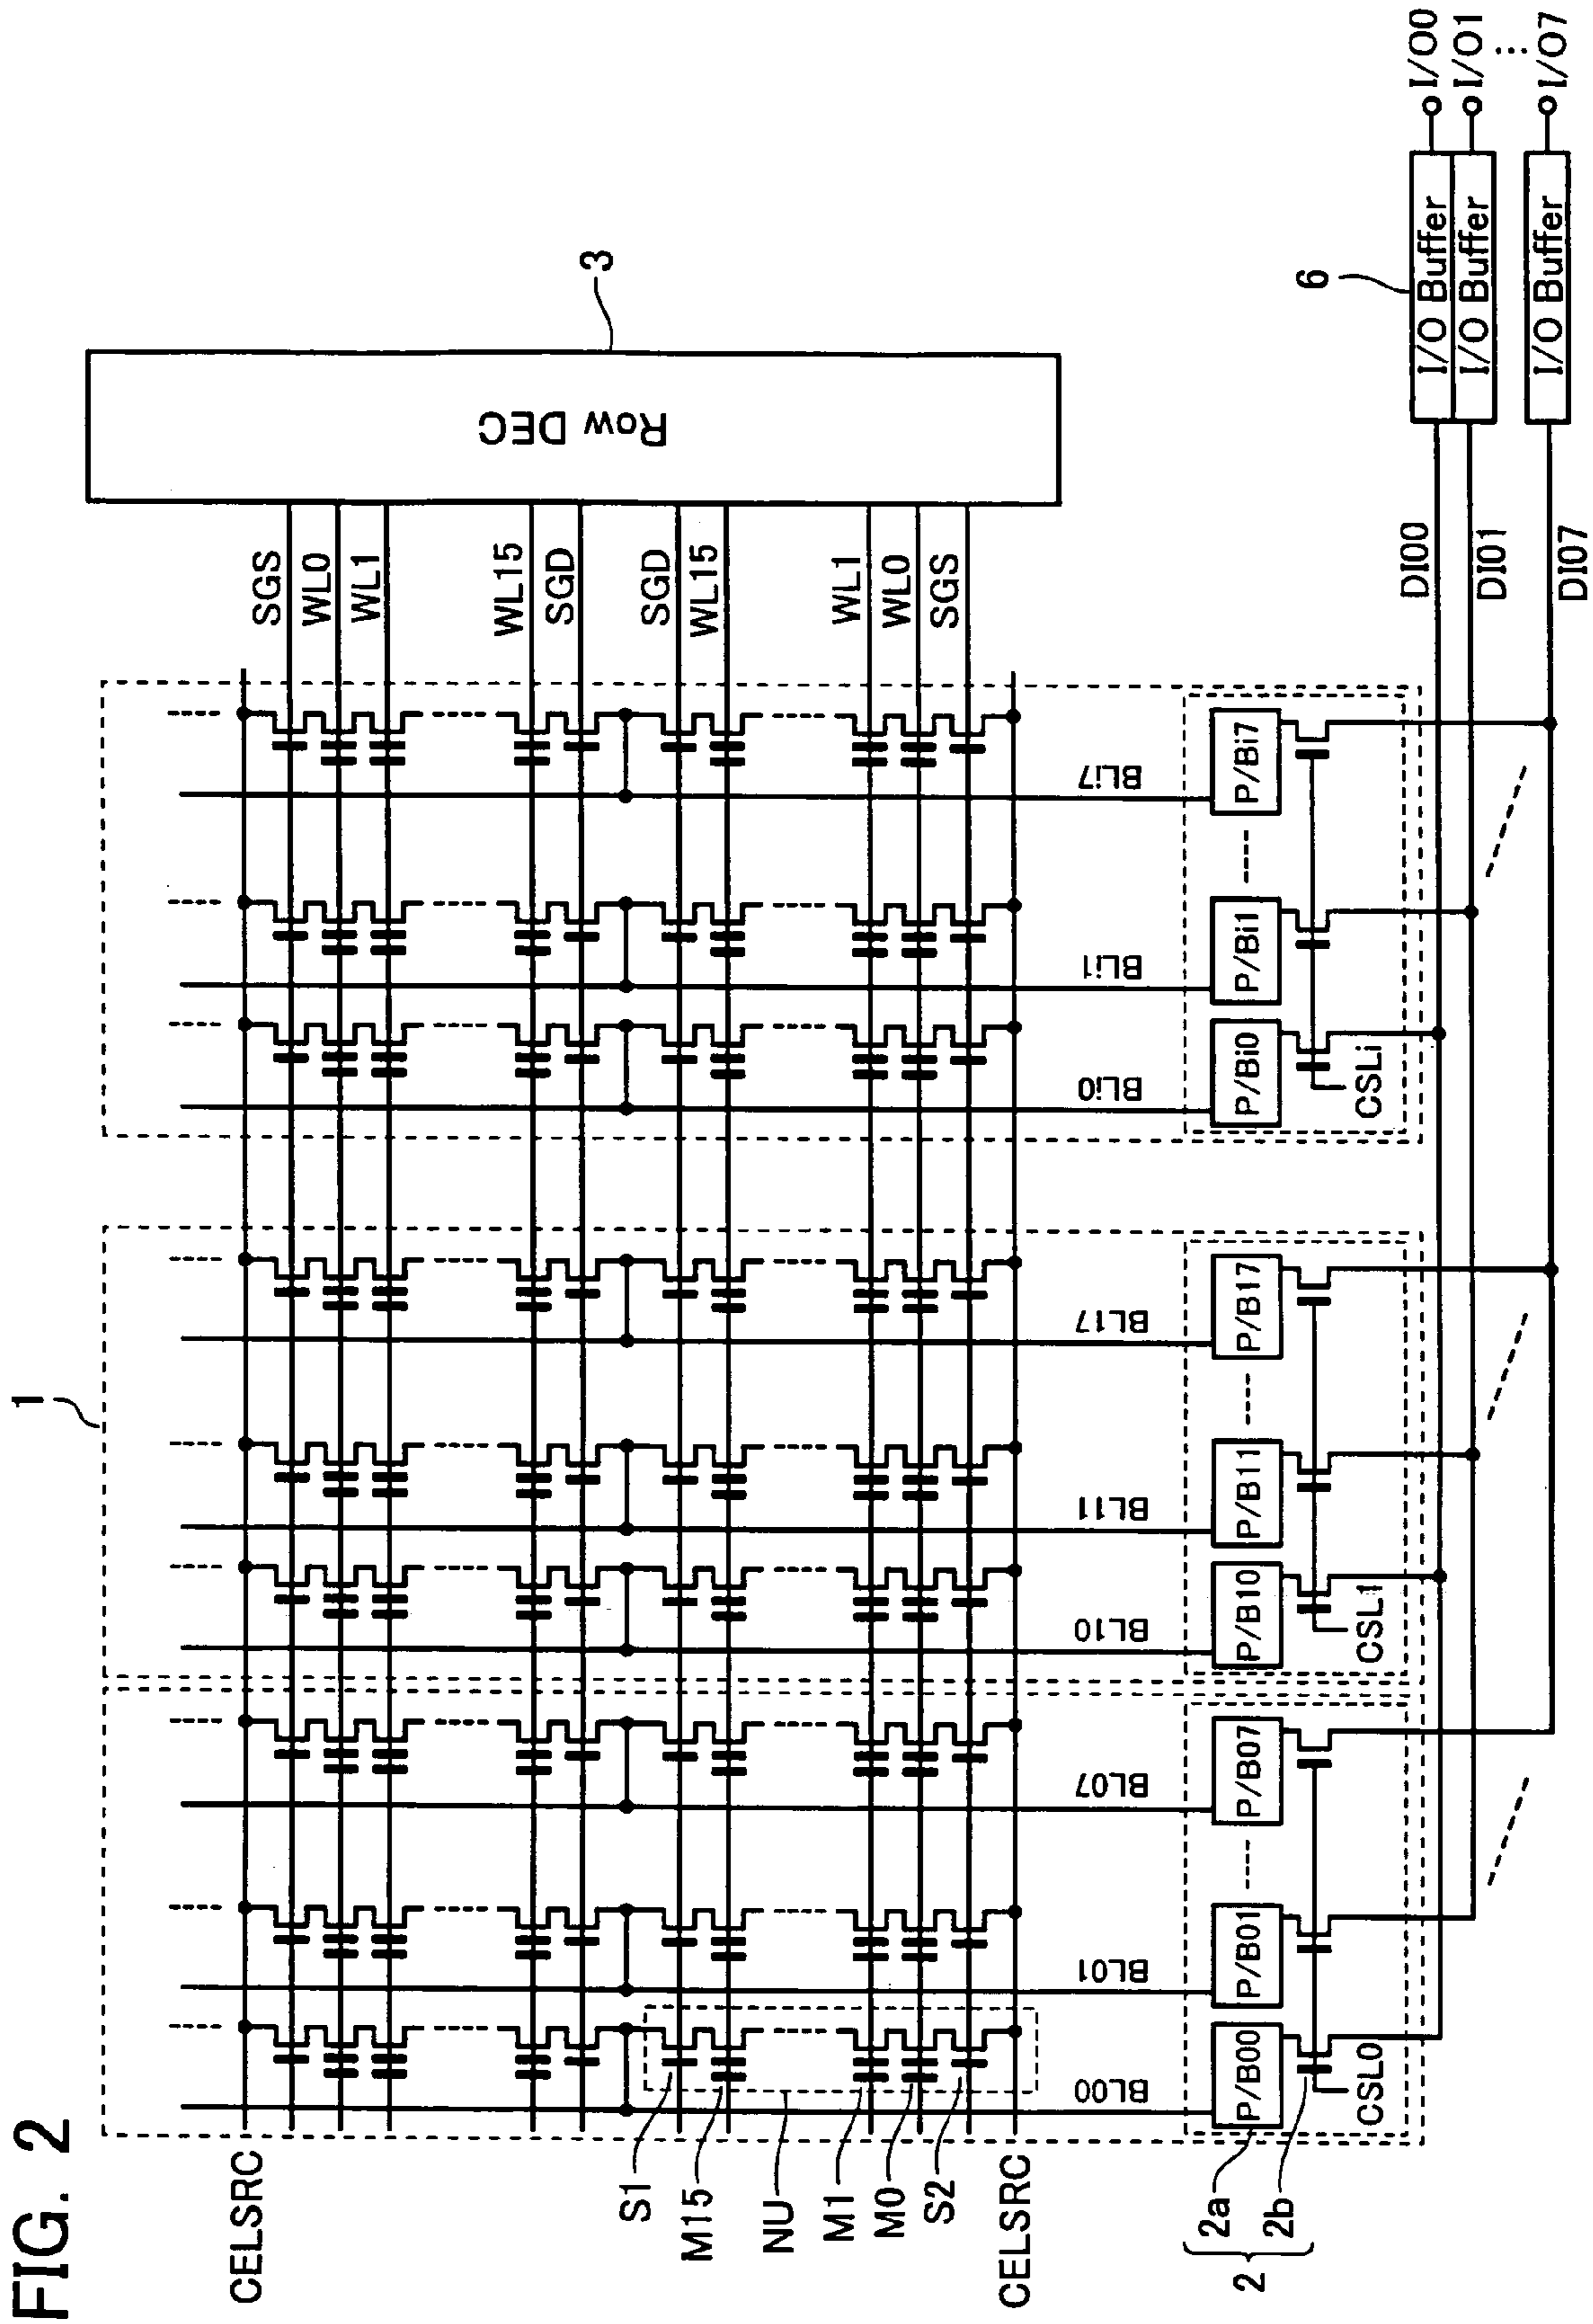 FIG. 2
1
3
6
CELSRC
SGS
WL0
WL1
WL15
SGD
SGD
WL15
WL1
WL0
SGS
Row DEC
S1
M15
NU
M1
M0
S2
CELSRC
BL00
BL01
BL07
BL10
BL11
BL17
BLi0
BLi1
BLi7
2
2a
2b
P/B00
P/B01
P/B07
P/B10
P/B11
P/B17
P/Bi0
P/Bi1
P/Bi7
CSL0
CSL1
CSLi
DI00
DI01
DI07
I/O Buffer
I/O Buffer
I/O Buffer
I/O0
I/O1
I/O7